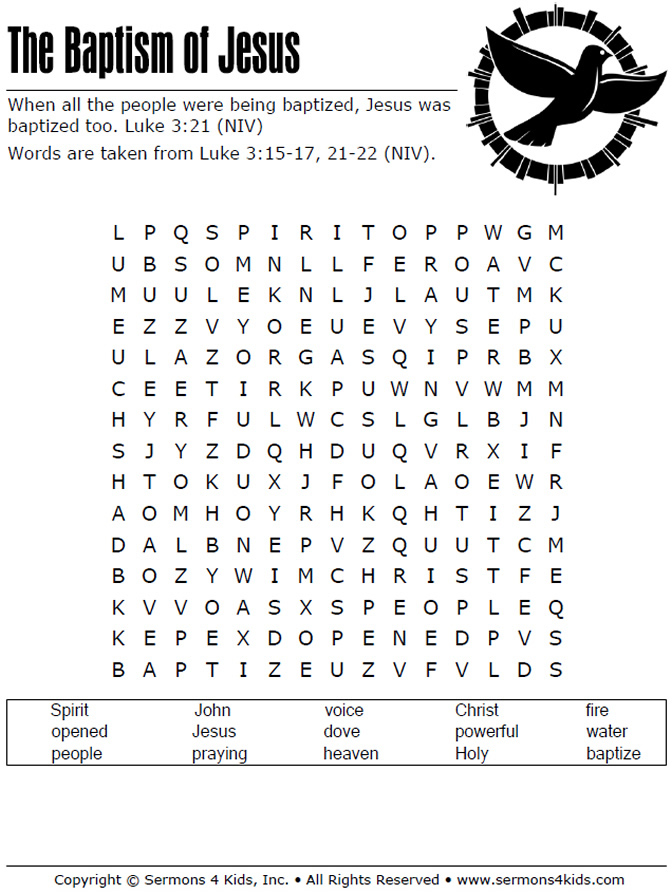 The Baptism of Jesus
When all the people were being baptized, Jesus was
baptized too. Luke 3:21 (NIV)
Words are taken from Luke 3:15-17, 21-22 (NIV).
L P Q S P I R I T O P P W G M
U B S O M N L L F E R O A V C
M U U L E K N L J L A U T M K
E Z Z V Y O E U E V Y S E P U
U L A Z O R G A S Q I P R B X
C E E T I R K P U W N V W M M
H Y R F U L W C S L G L B J N
S J Y Z D Q H D U Q V R X I F
H T O K U X J F O L A O E W R
A O M H O Y R H K Q H T I Z J
D A L B N E P V Z Q U U T C M
B O Z Y W I M C H R I S T F E
K V V O A S X S P E O P L E Q
K E P E X D O P E N E D P V S
B A P T I Z E U Z V F V L D S
Spirit John voice Christ fire
opened Jesus dove powerful water
people praying heaven Holy baptize
Copyright © Sermons 4 Kids, Inc. • All Rights Reserved • www.sermons4kids.com